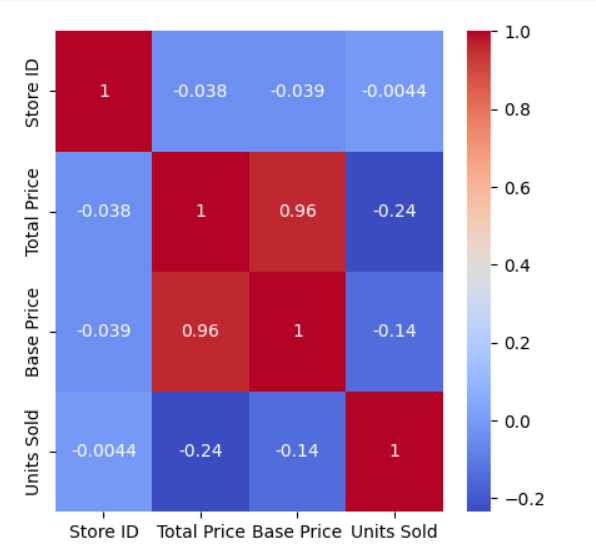 1.0
Store ID 1 -0.038 -0.039 -0.0044
0.8
Total Price -0.038 1 0.96 -0.24
0.6
0.4
Base Price -0.039 0.96 1 -0.14
0.2
0.0
Units Sold -0.0044 -0.24 -0.14 1
−0.2
Store ID Total Price Base Price Units Sold